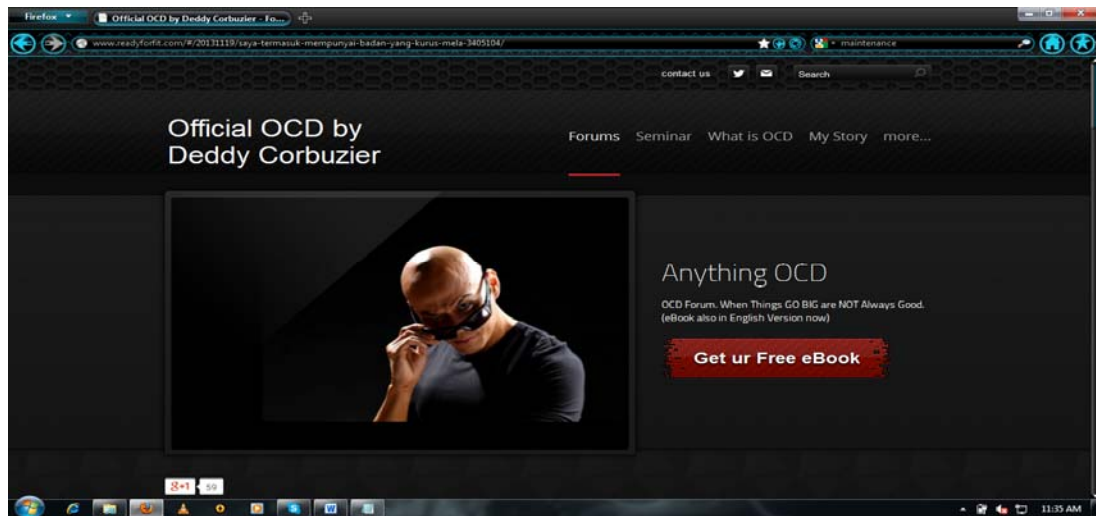 Firefox
Official OCD by Deddy Corbuzier - Fo...
www.readyforfit.com/#/20131119/saya-termasuk-mempunyai-badan-yang-kurus-mela-3405104/
maintenance
contact us
Search
Official OCD by
Deddy Corbuzier
Forums Seminar What is OCD My Story more...
Anything OCD
OCD Forum. When Things GO BIG are NOT Always Good.
(eBook also in English Version now)
Get ur Free eBook
g+1 59
11:35 AM